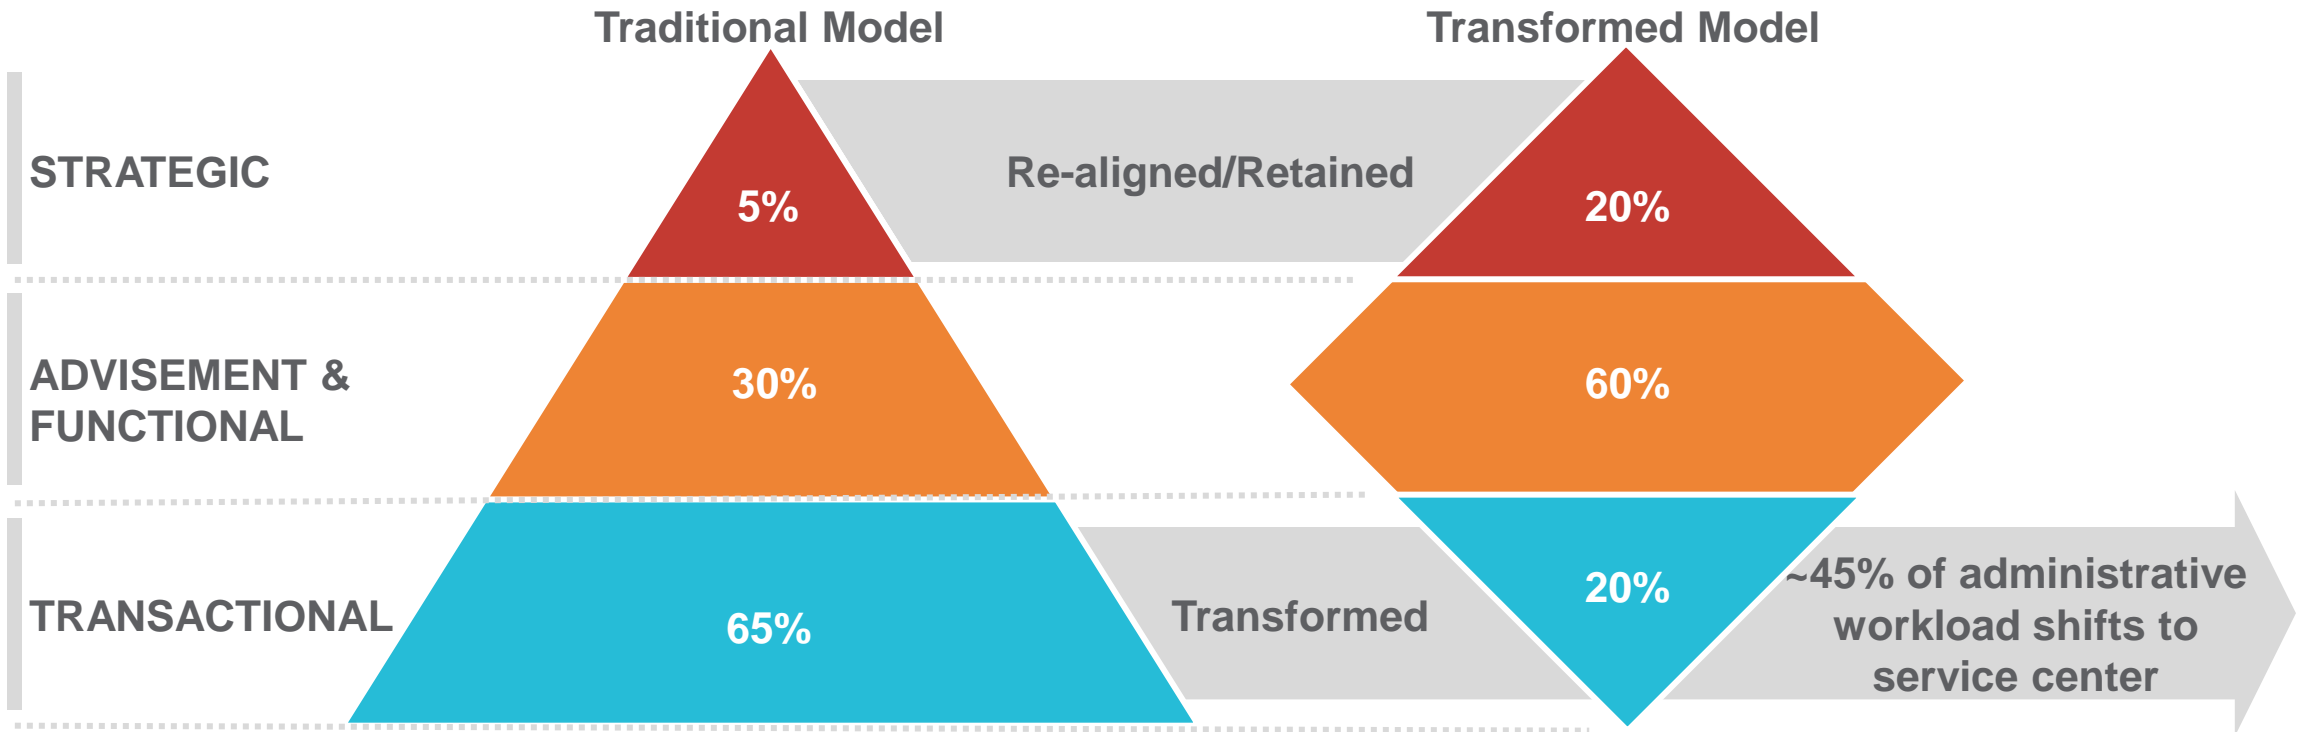 Traditional Model
Transformed Model
STRATEGIC
5%
Re-aligned/Retained
20%
ADVISEMENT &
FUNCTIONAL
30%
60%
TRANSACTIONAL
65%
Transformed
20%
~45% of administrative
workload shifts to
service center